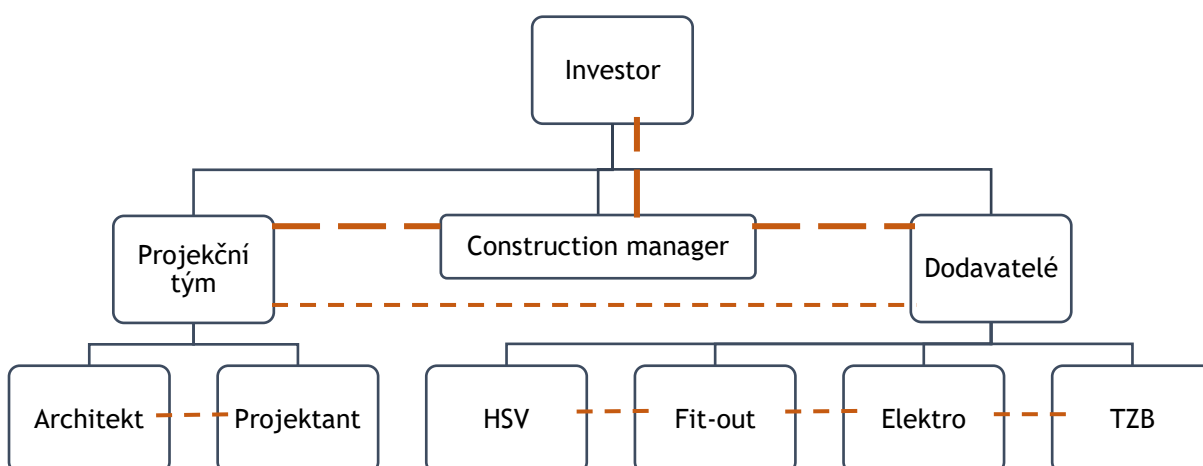 Investor
Projekční
tým
Construction manager
Dodavatelé
Architekt
Projektant
HSV
Fit-out
Elektro
TZB